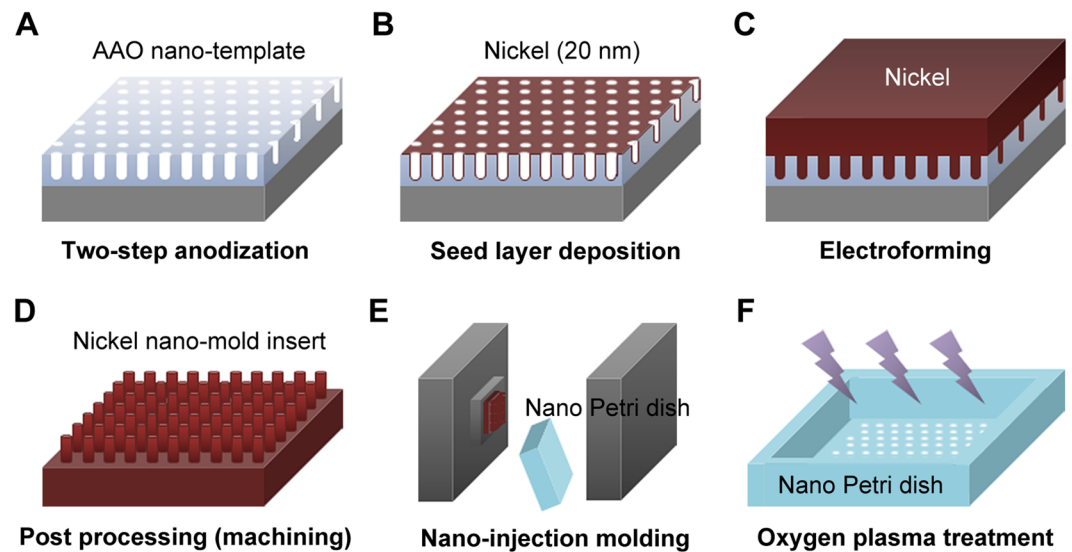 A
AAO nano-template
Two-step anodization
B
Nickel (20 nm)
Seed layer deposition
C
Nickel
Electroforming
D
Nickel nano-mold insert
Post processing (machining)
E
Nano Petri dish
Nano-injection molding
F
Nano Petri dish
Oxygen plasma treatment